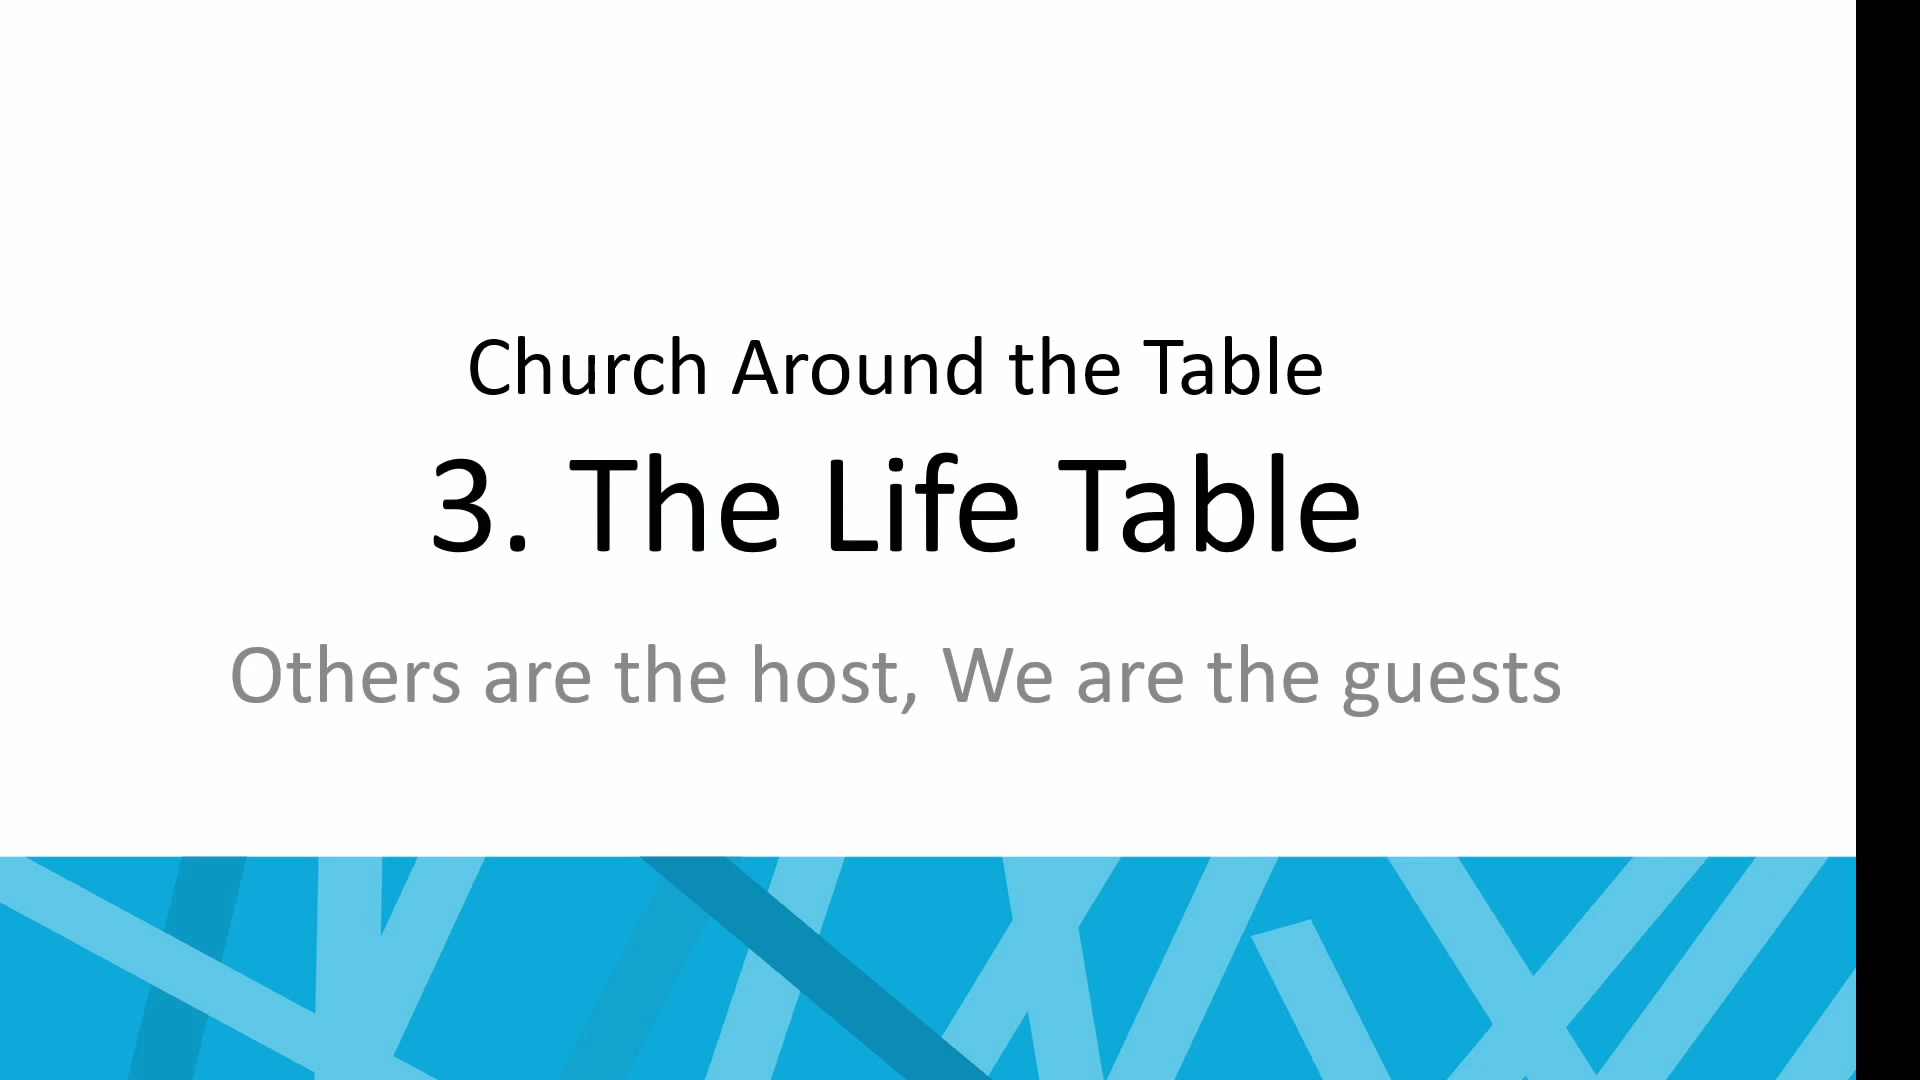 Church Around the Table
3. The Life Table
Others are the host, We are the guests